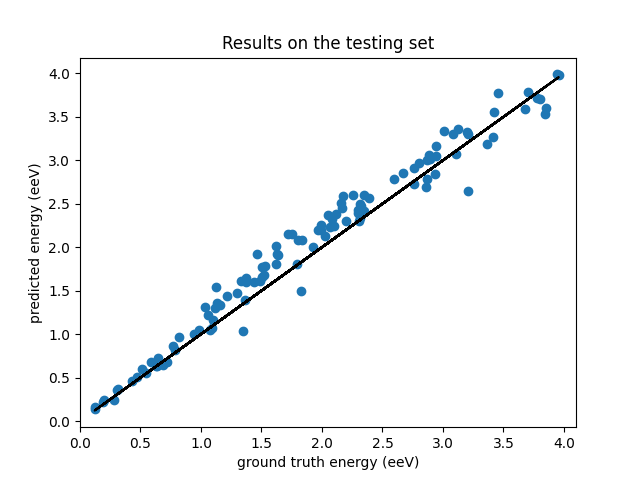 Results on the testing set
predicted energy (eeV)
4.0
3.5
3.0
2.5
2.0
1.5
1.0
0.5
0.0
0.0 0.5 1.0 1.5 2.0 2.5 3.0 3.5 4.0
ground truth energy (eeV)